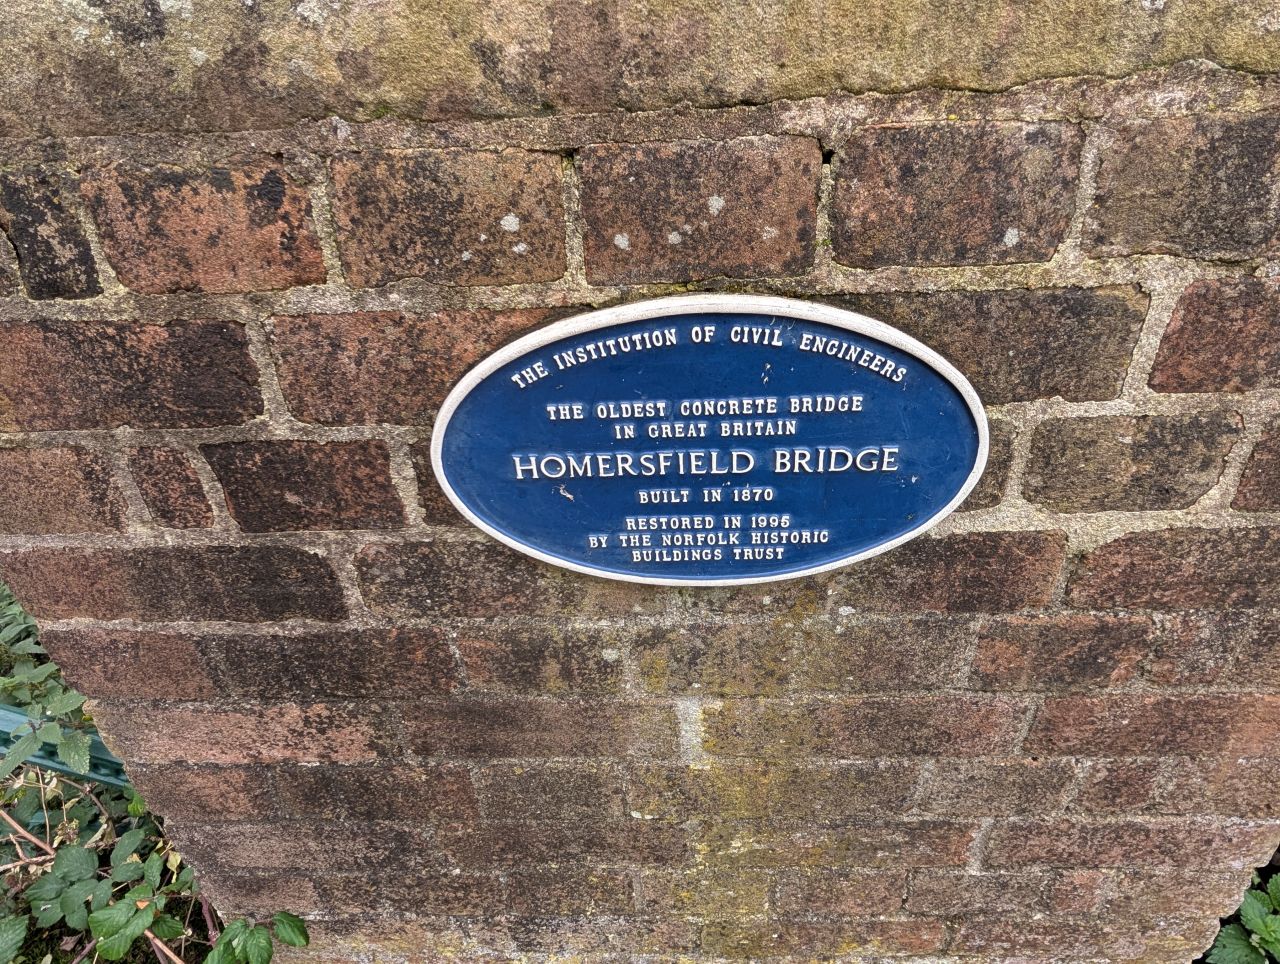 THE INSTITUTION OF CIVIL ENGINEERS
THE OLDEST CONCRETE BRIDGE
IN GREAT BRITAIN
HOMERSFIELD BRIDGE
BUILT IN 1870
RESTORED IN 1995
BY THE NORFOLK HISTORIC
BUILDINGS TRUST